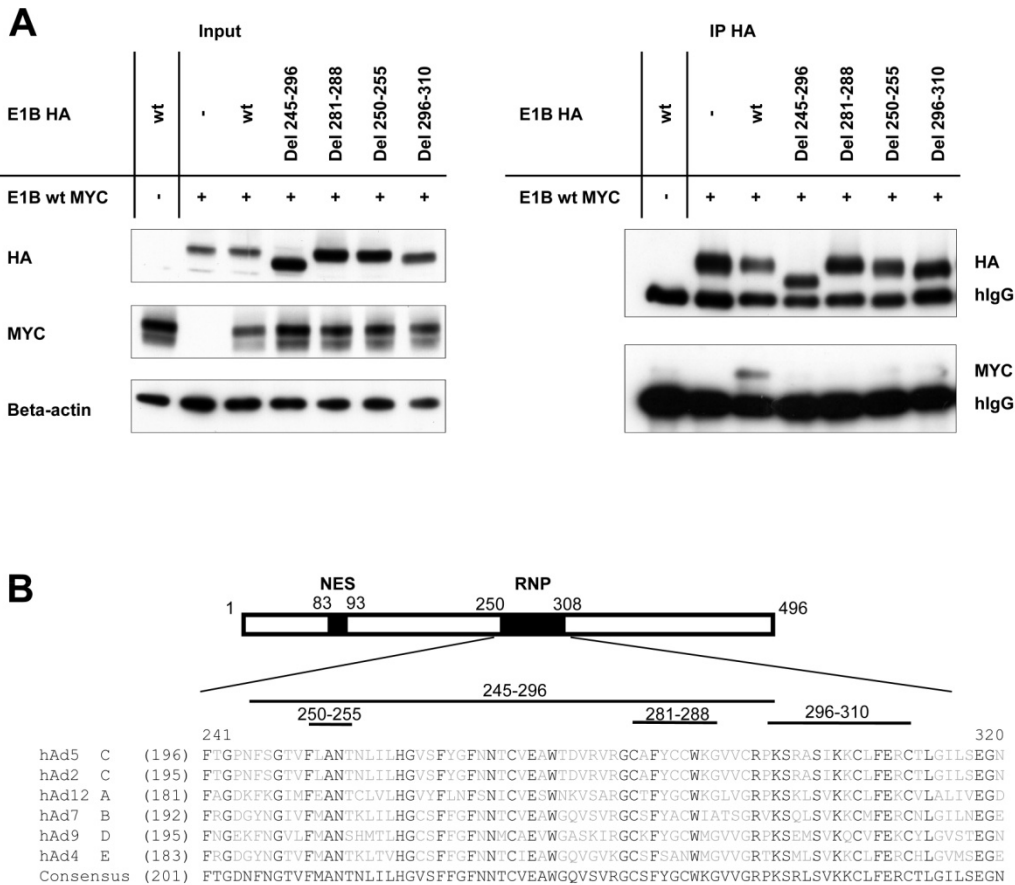 A
Input
IP HA
E1B HA
wt
-
wt
Del 245-296
Del 281-288
Del 250-255
Del 296-310
E1B HA
wt
-
wt
Del 245-296
Del 281-288
Del 250-255
Del 296-310
E1B wt MYC
- + + + + + +
E1B wt MYC
- + + + + + +
HA
HA
hIgG
MYC
MYC
hIgG
Beta-actin
B
NES
RNP
1
83 93
250
308
496
245-296
250-255
281-288
296-310
241
320
hAd5 C (196) FTGPNFSGTVFLANTNLILHGVSFYGFNNTCVEAWTDVRVRGCAFYCCWKGVVCRPKSRASIKKCLFERCTLGILSEGN
hAd2 C (195) FTGPNFSGTVFLANTNLILHGVSFYGFNNTCVEAWTDVRVRGCAFYCCWKGVVCRPKSRASIKKCLFERCTLGILSEGN
hAd12 A (181) FAGDKFKGIMFEANTCLVLHGVYFLNFSNICVESWNKVSARGCTFYGCWKGLVGRPKSKLSVKKCMFEKCVLALIVEGD
hAd7 B (192) FRGDGYNGTVFMANTKLIVHGCSFFGFNNTCIEAWGQVSVRGCSFYACWIATSGRVKSQMSVKKCMFERCNLGILNEGE
hAd9 D (195) FNGEKFNGVLFMANSHMTLHGCSFFGFNNMCAEVWGASKIRGCKFYGCWMGVVGRPKSEMSVKQCVFEKCYLGVSTEGN
hAd4 E (183) FRGDGYNGTVFMANTKLTVHGCSFFGFNNTCIEAWGQVGVKGCSFSANWMGVVGRTKSMLSVKKCLFERCHLGVMSEGE
Consensus (201) FTGDNFNGTVFMANTNLILHGVSFFGFNNTCVEAWGQVSVRGCSFYGCWKGVVGRPKSRLSVKKCLFERCTLGILSEGN